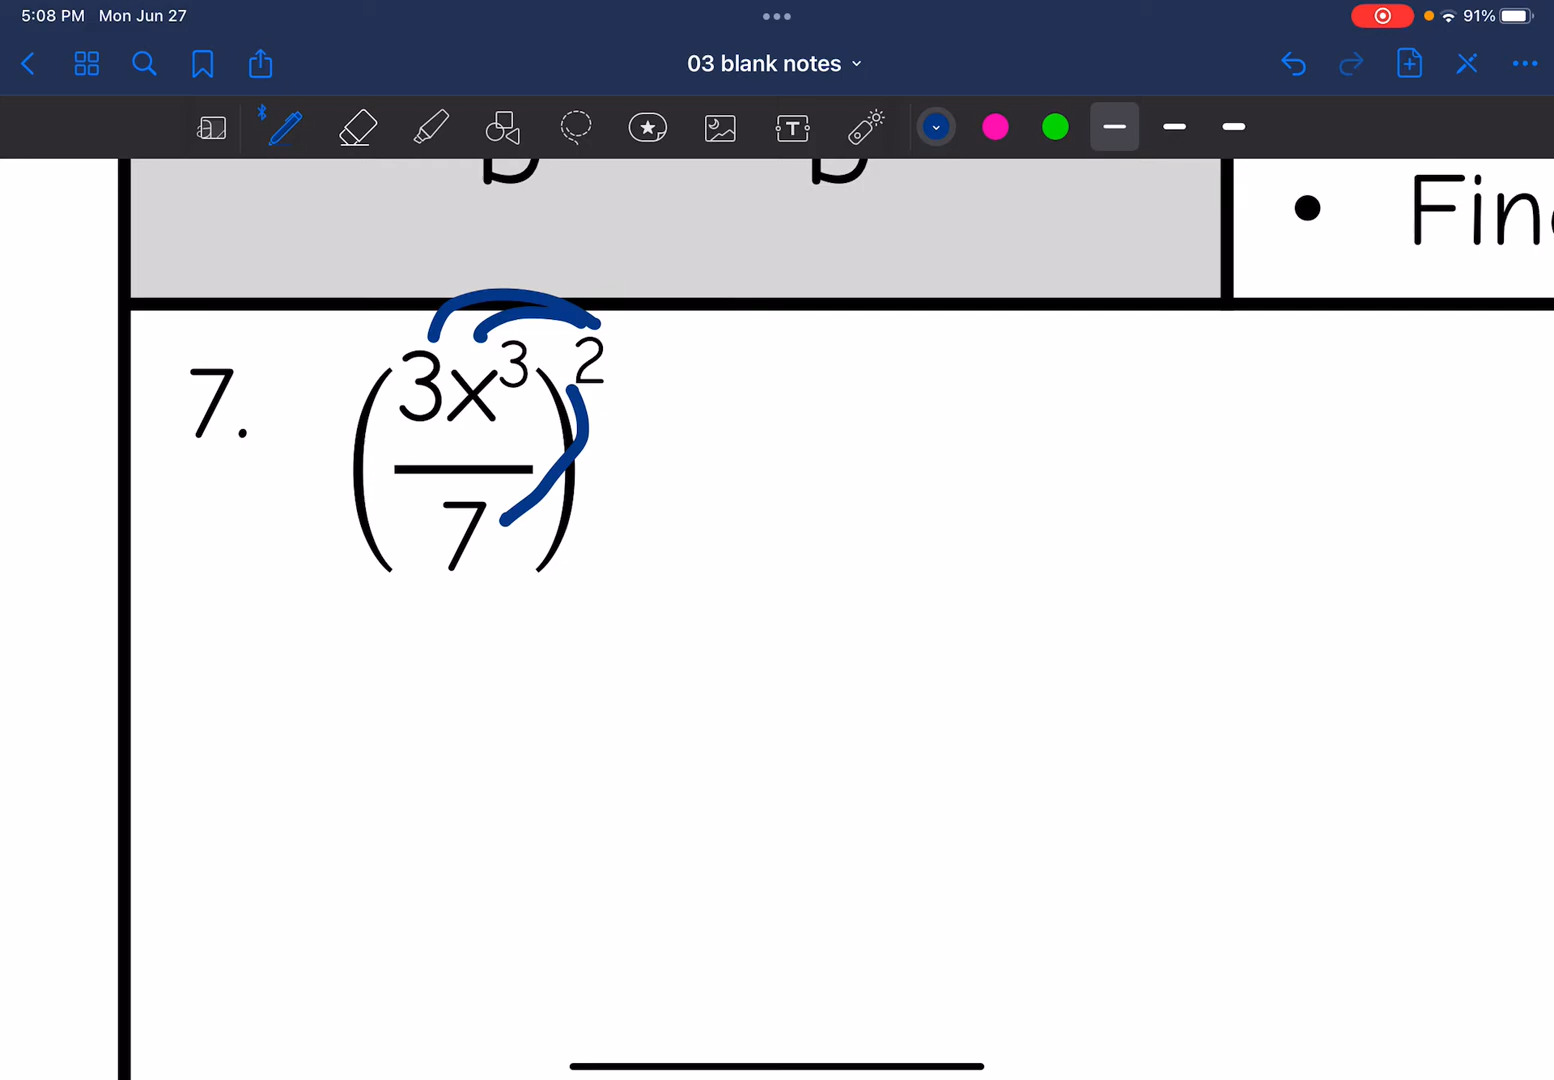 5:08 PM Mon Jun 27
91%
03 blank notes
T
b b
• Fin
7. (3x³/7)²